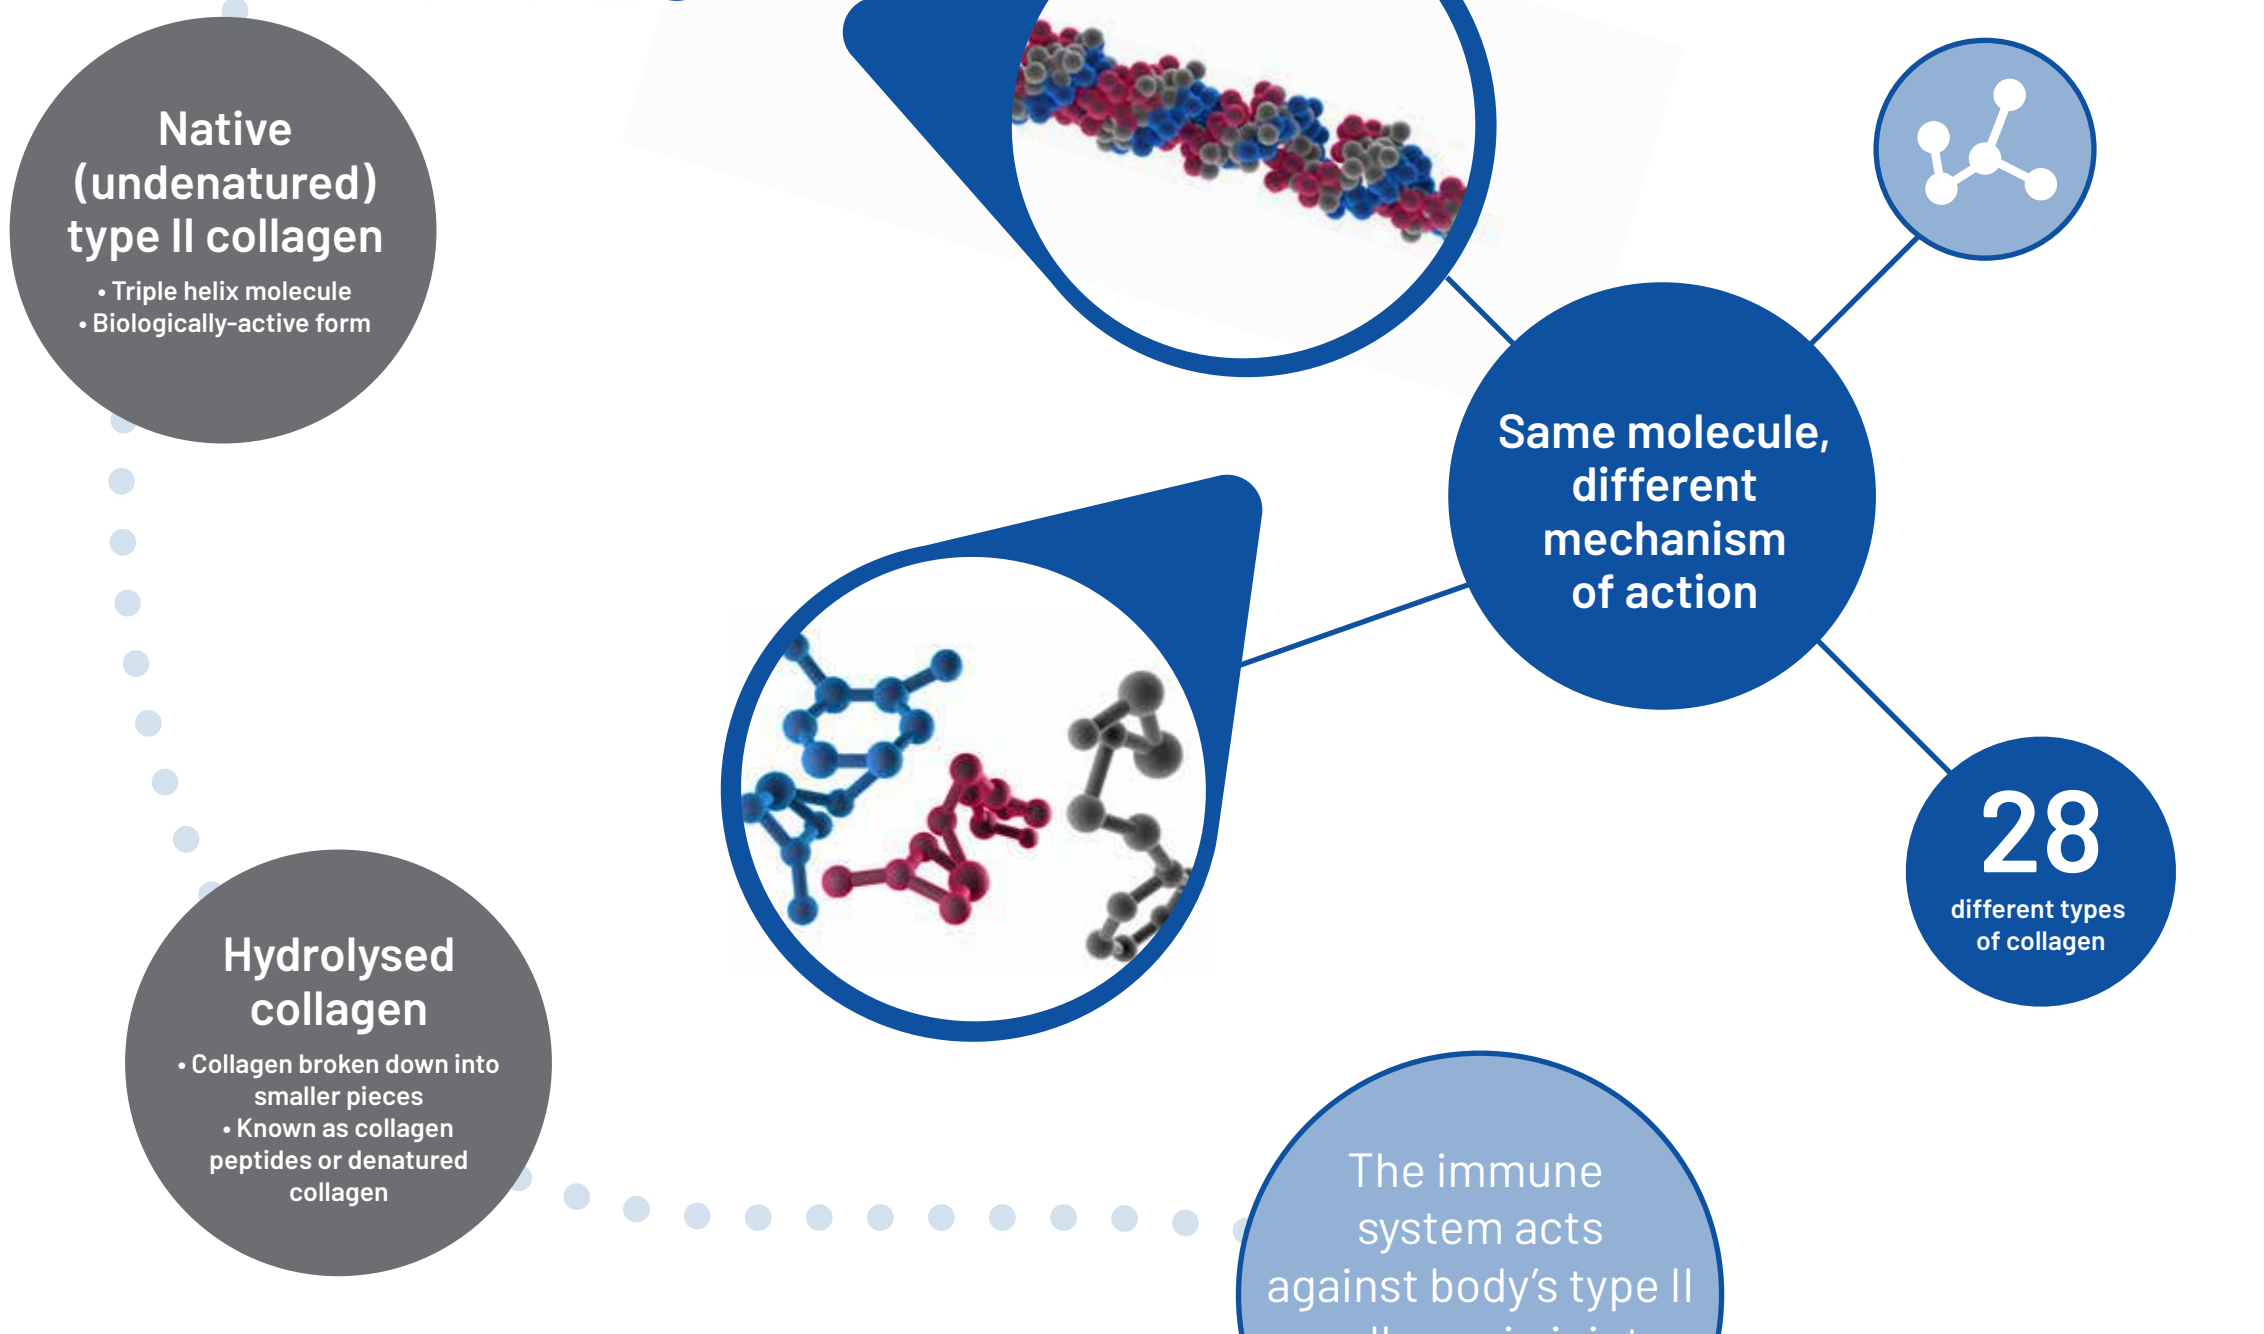 Native
(undenatured)
type II collagen
• Triple helix molecule
• Biologically-active form
Same molecule,
different
mechanism
of action
28
different types
of collagen
Hydrolysed
collagen
• Collagen broken down into
smaller pieces
• Known as collagen
peptides or denatured
collagen
The immune
system acts
against body's type II